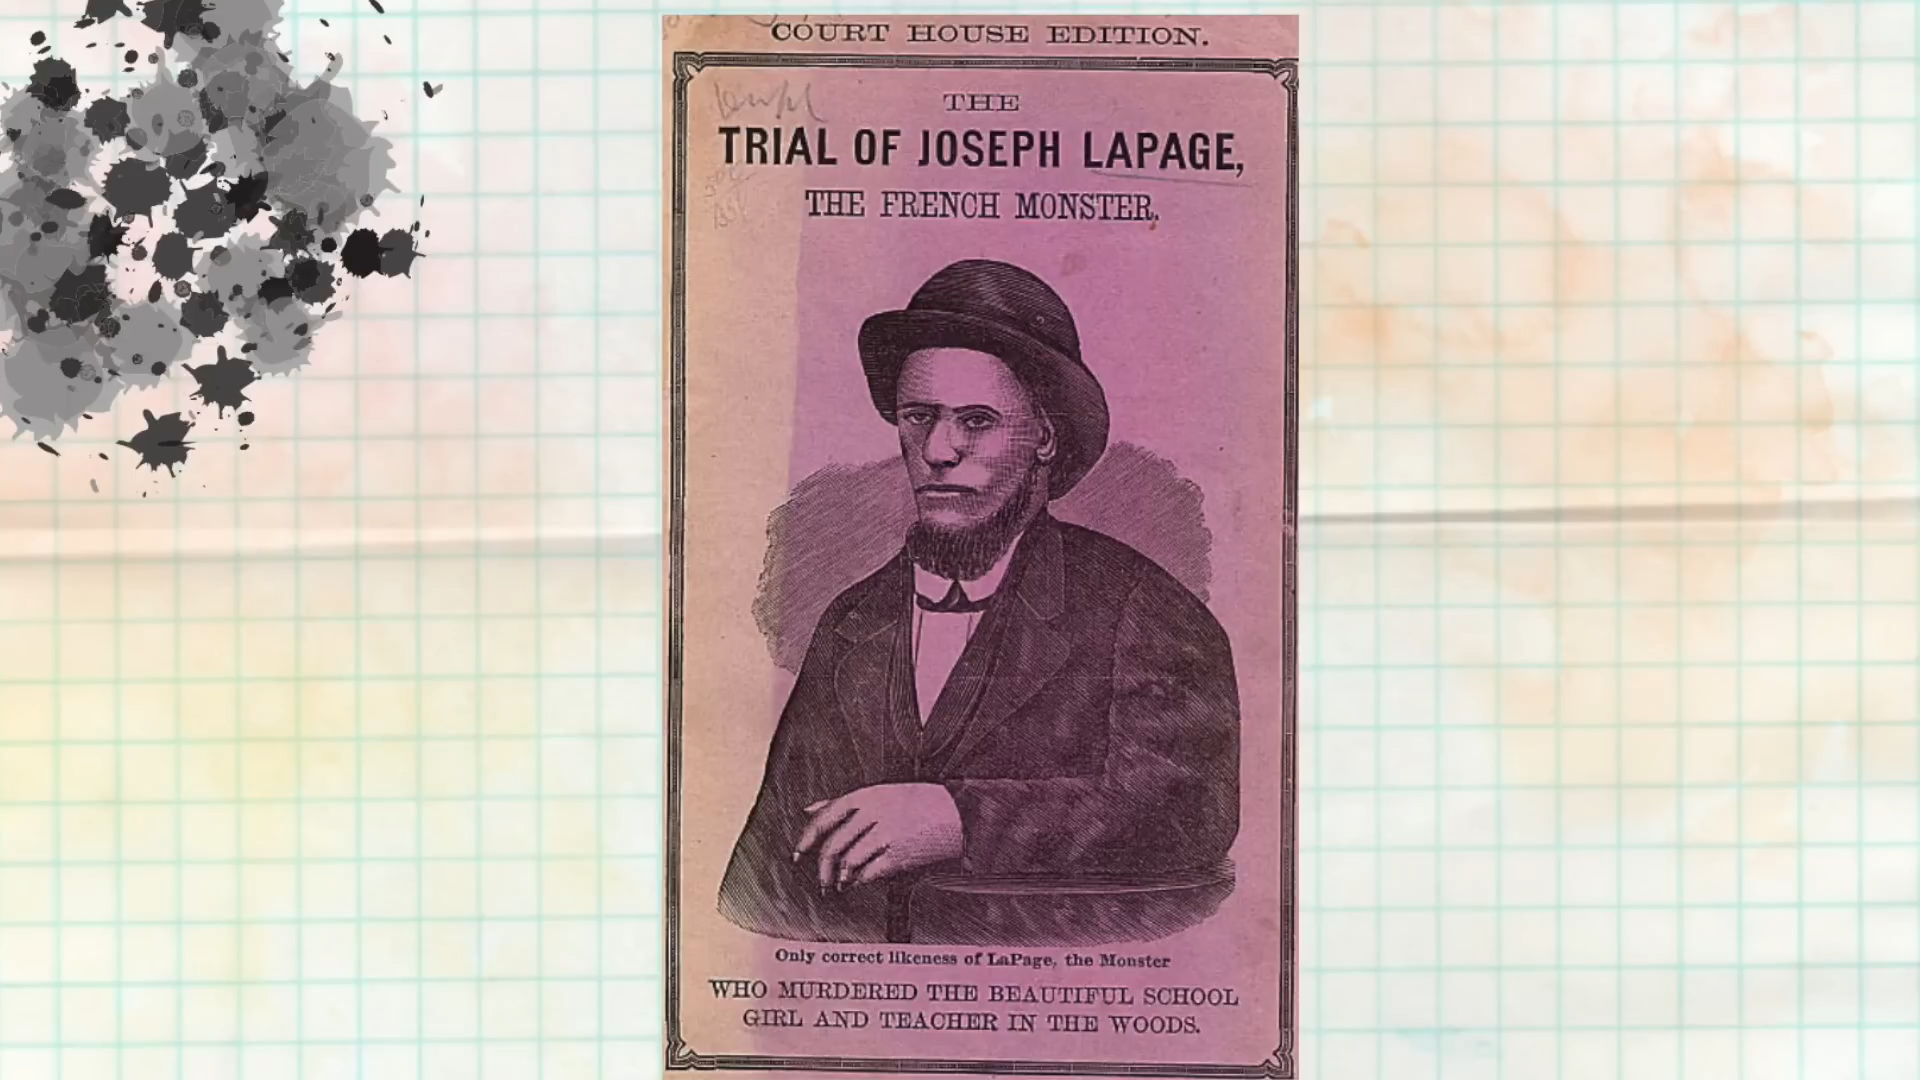 COURT HOUSE EDITION.
THE
TRIAL OF JOSEPH LAPAGE,
THE FRENCH MONSTER.
Only correct likeness of LaPage, the Monster
WHO MURDERED THE BEAUTIFUL SCHOOL
GIRL AND TEACHER IN THE WOODS.